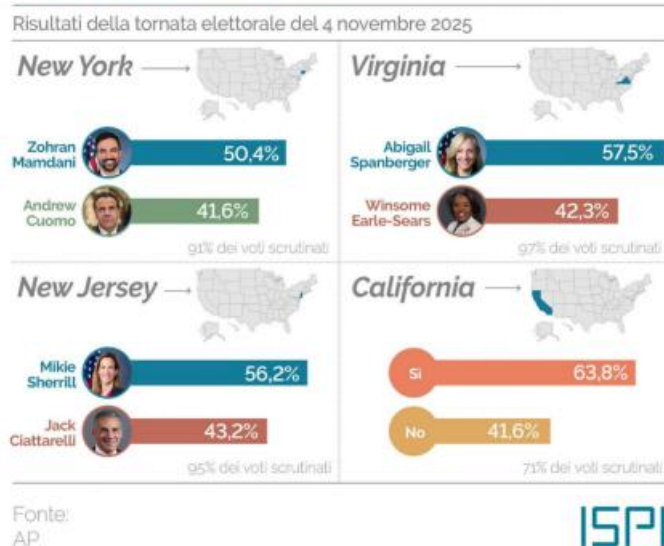 Risultati della tornata elettorale del 4 novembre 2025
New York
Zohran
Mamdani
50,4%
Andrew
Cuomo
41,6%
91% dei voti scrutinati
Virginia
Abigail
Spanberger
57,5%
Winsome
Earle-Sears
42,3%
97% dei voti scrutinati
New Jersey
Mikie
Sherrill
56,2%
Jack
Ciattarelli
43,2%
95% dei voti scrutinati
California
Sì
63,8%
No
41,6%
71% dei voti scrutinati
Fonte:
AP
ISPI